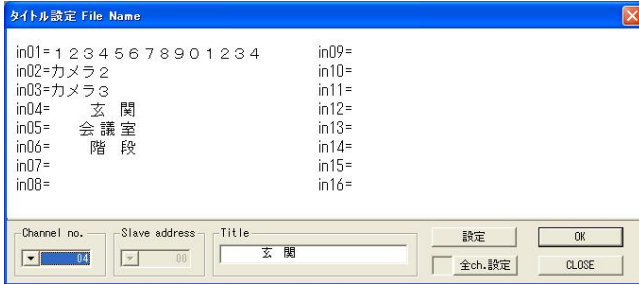 タイトル設定 File Name
in01=１２３４５６７８９０１２３４
in02=カメラ２
in03=カメラ３
in04=　　玄　関
in05=　会 議 室
in06=　　階　段
in07=
in08=
in09=
in10=
in11=
in12=
in13=
in14=
in15=
in16=
Channel no.
04
Slave address
00
Title
玄　関
設定
全ch.設定
OK
CLOSE